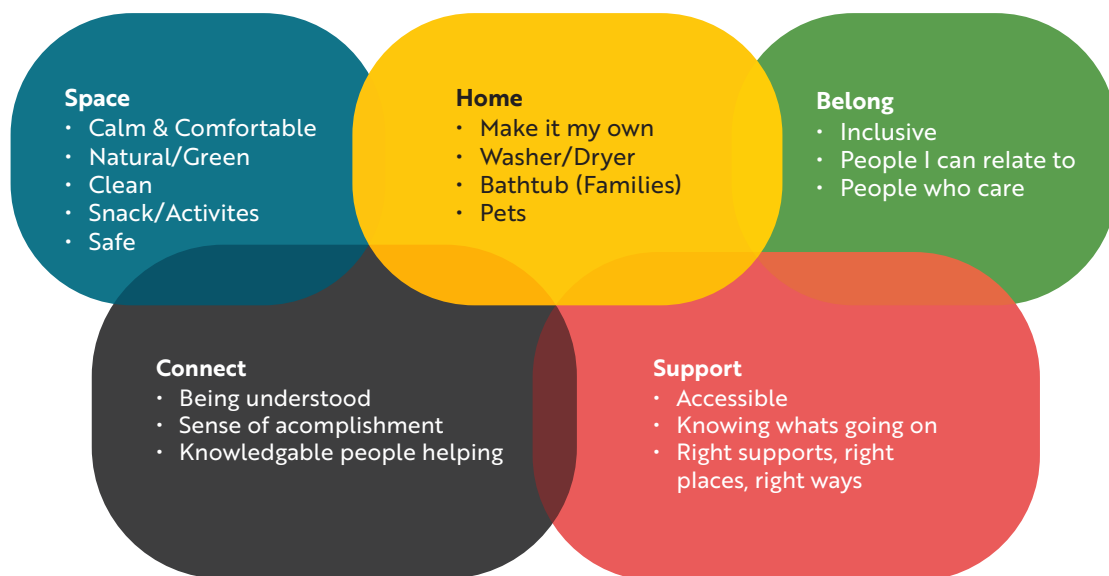 Space
• Calm & Comfortable
• Natural/Green
• Clean
• Snack/Activites
• Safe
Home
• Make it my own
• Washer/Dryer
• Bathtub (Families)
• Pets
Belong
• Inclusive
• People I can relate to
• People who care
Connect
• Being understood
• Sense of acomplishment
• Knowledgable people helping
Support
• Accessible
• Knowing whats going on
• Right supports, right
places, right ways